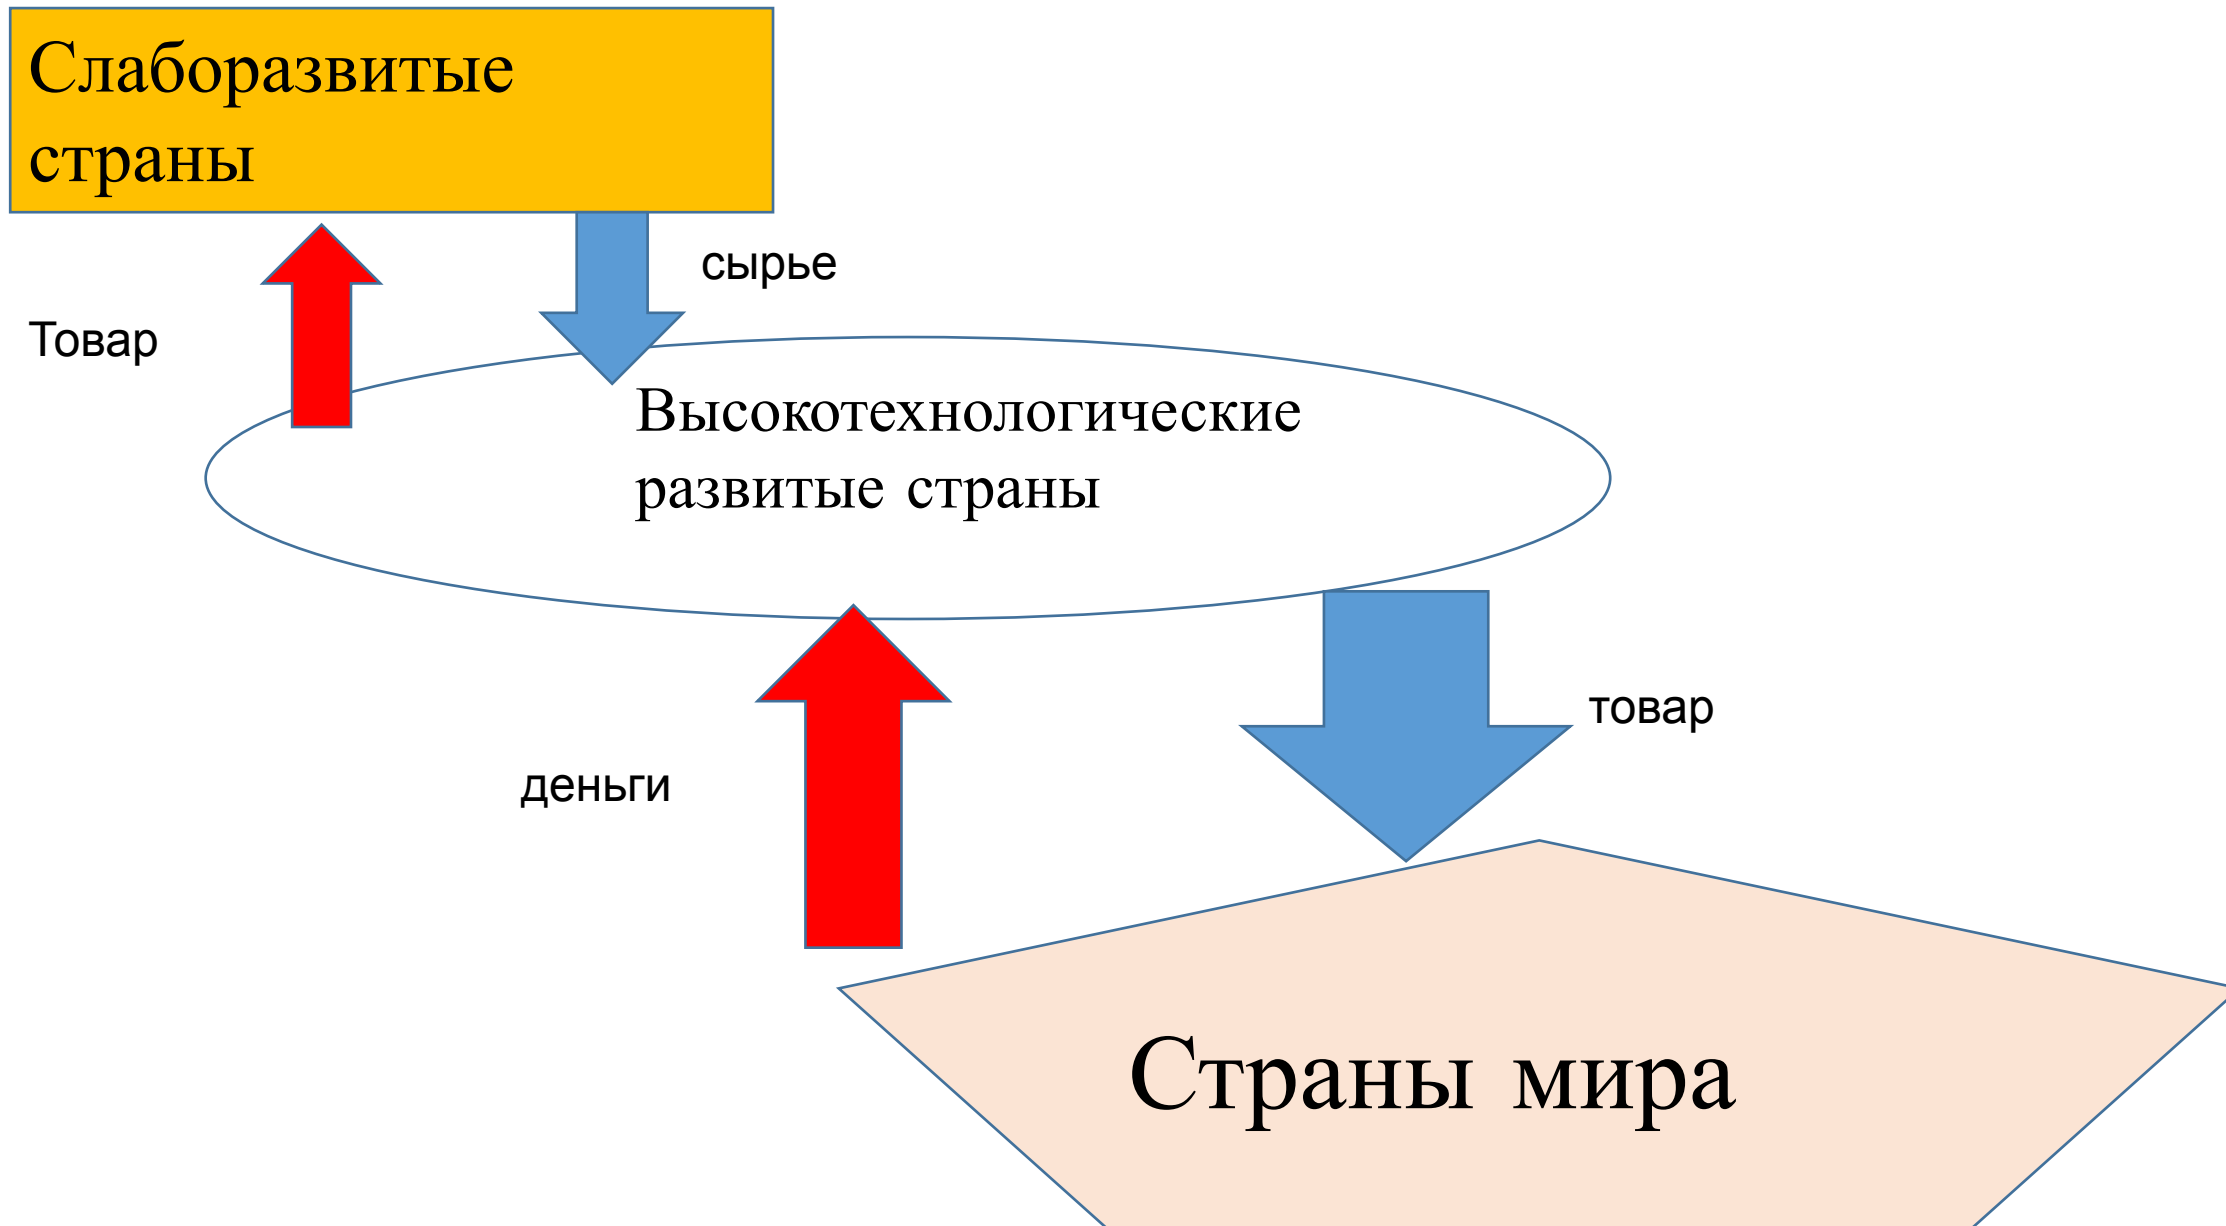 Слаборазвитые
страны
сырье
Товар
Высокотехнологические
развитые страны
товар
деньги
Страны мира